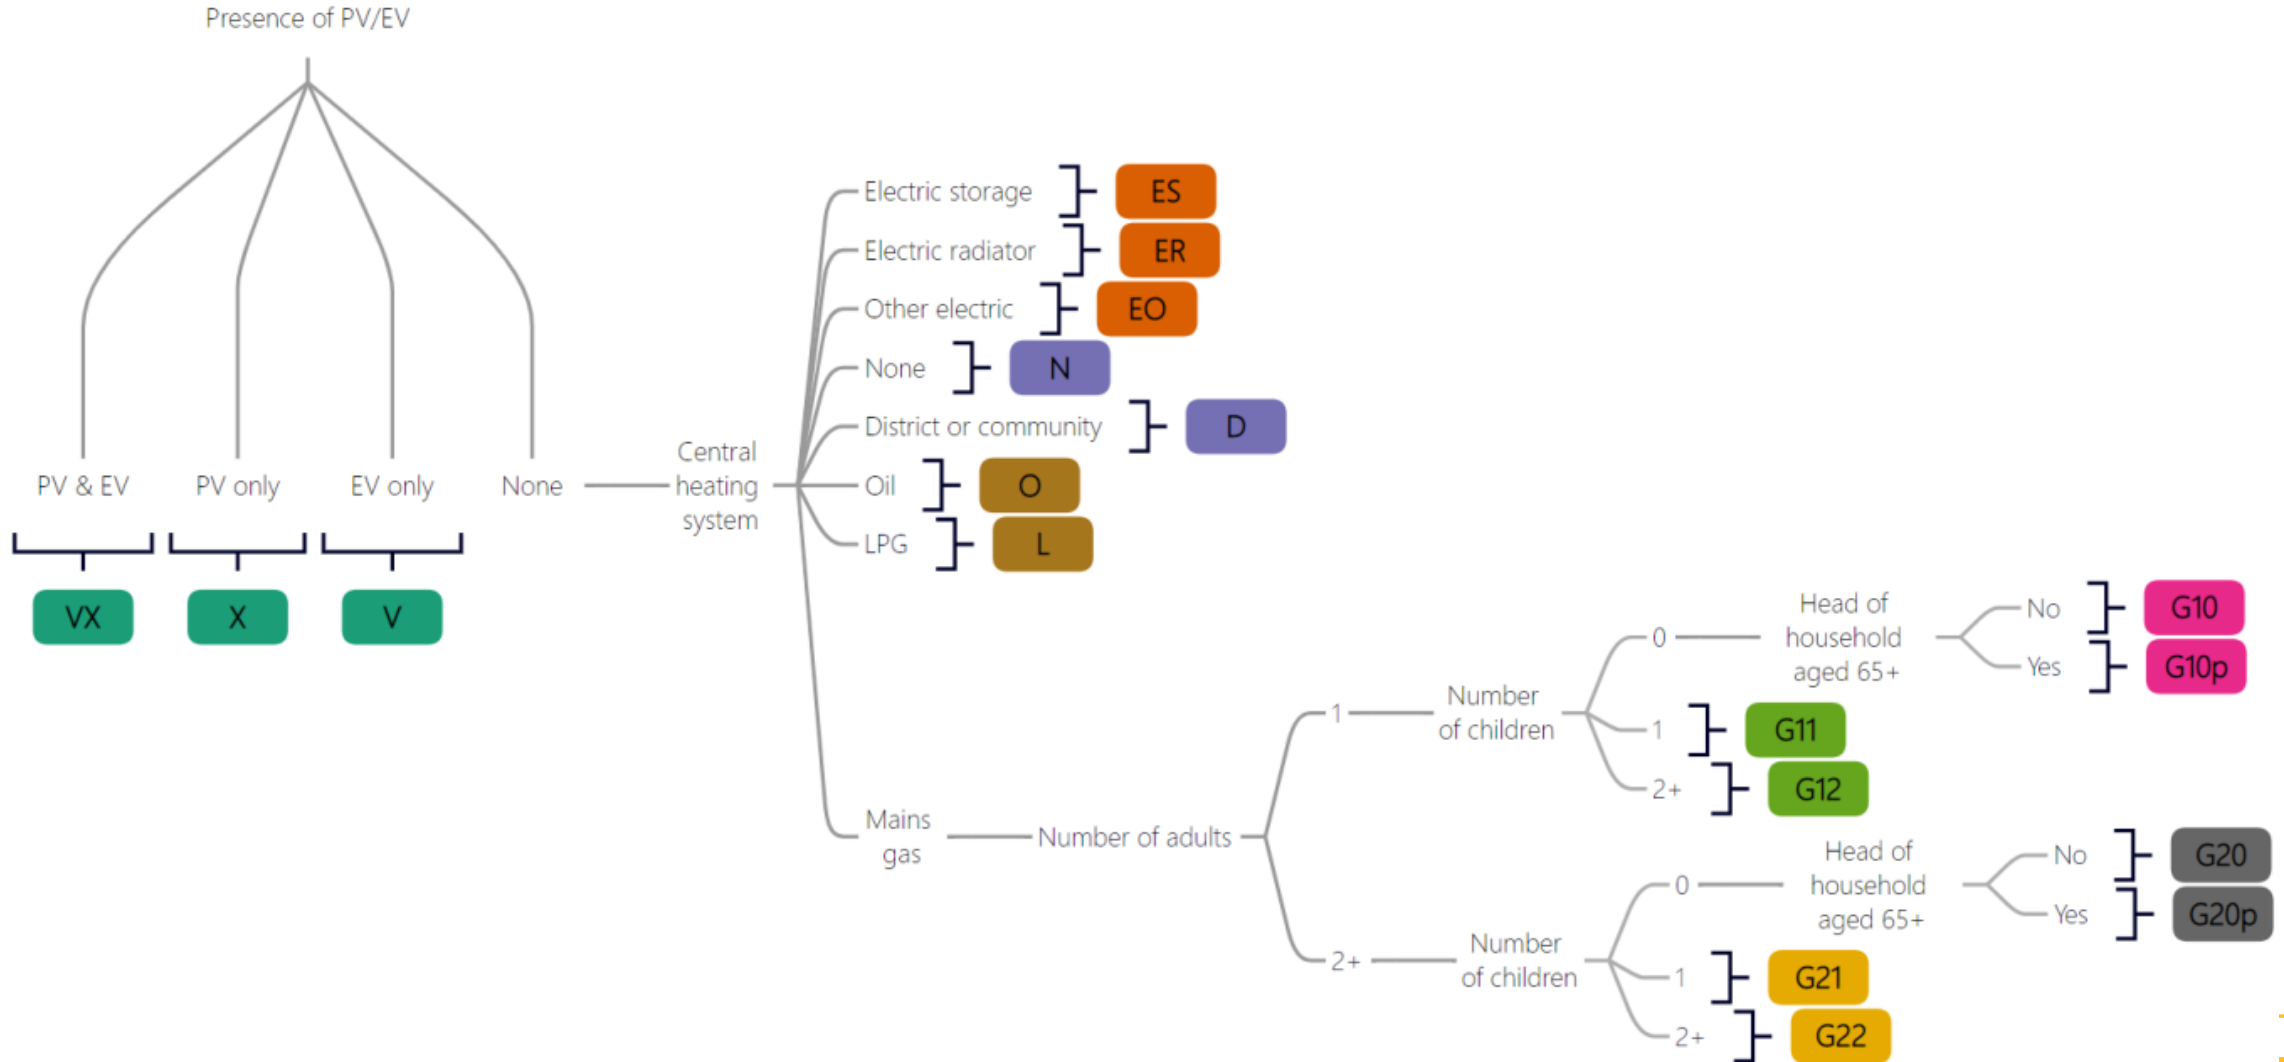 Presence of PV/EV
PV & EV
PV only
EV only
None
VX
X
V
Central
heating
system
Electric storage
ES
Electric radiator
ER
Other electric
EO
None
N
District or community
D
Oil
O
LPG
L
Mains
gas
Number of adults
1
Number
of children
0
Head of
household
aged 65+
No
G10
Yes
G10p
1
G11
2+
G12
2+
Number
of children
0
Head of
household
aged 65+
No
G20
Yes
G20p
1
G21
2+
G22